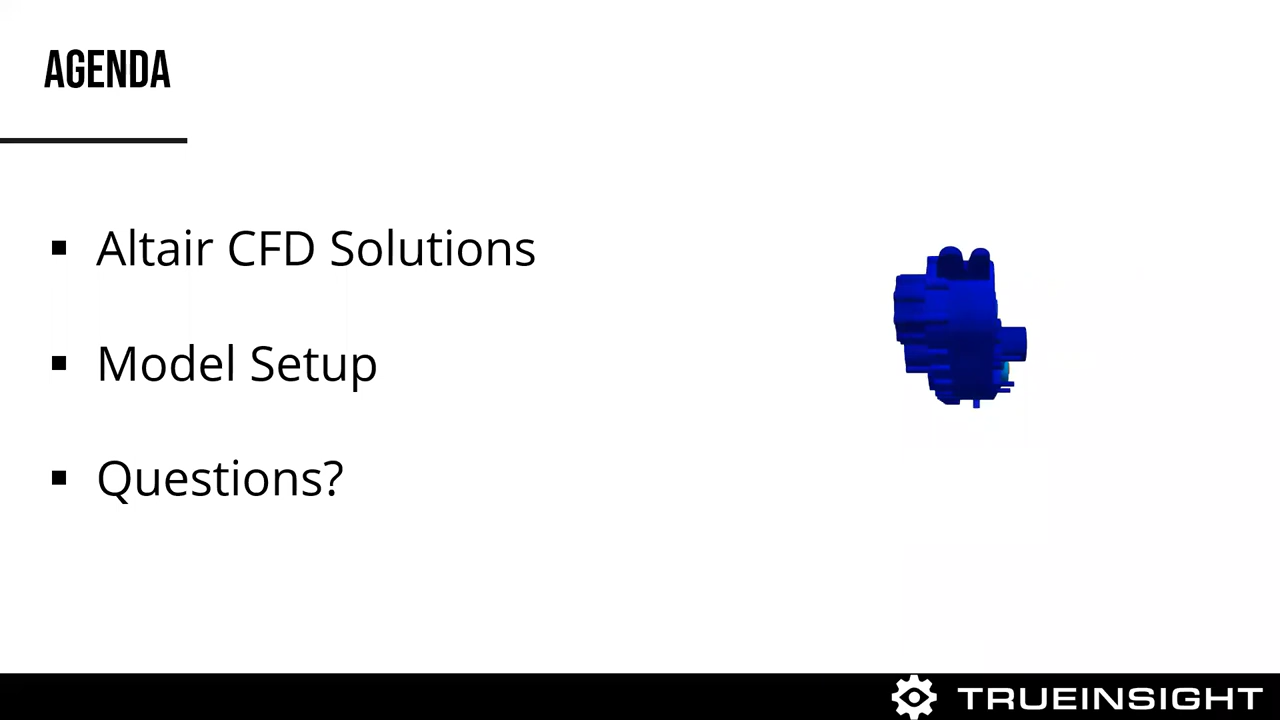 AGENDA
Altair CFD Solutions
Model Setup
Questions?
TRUEINSIGHT